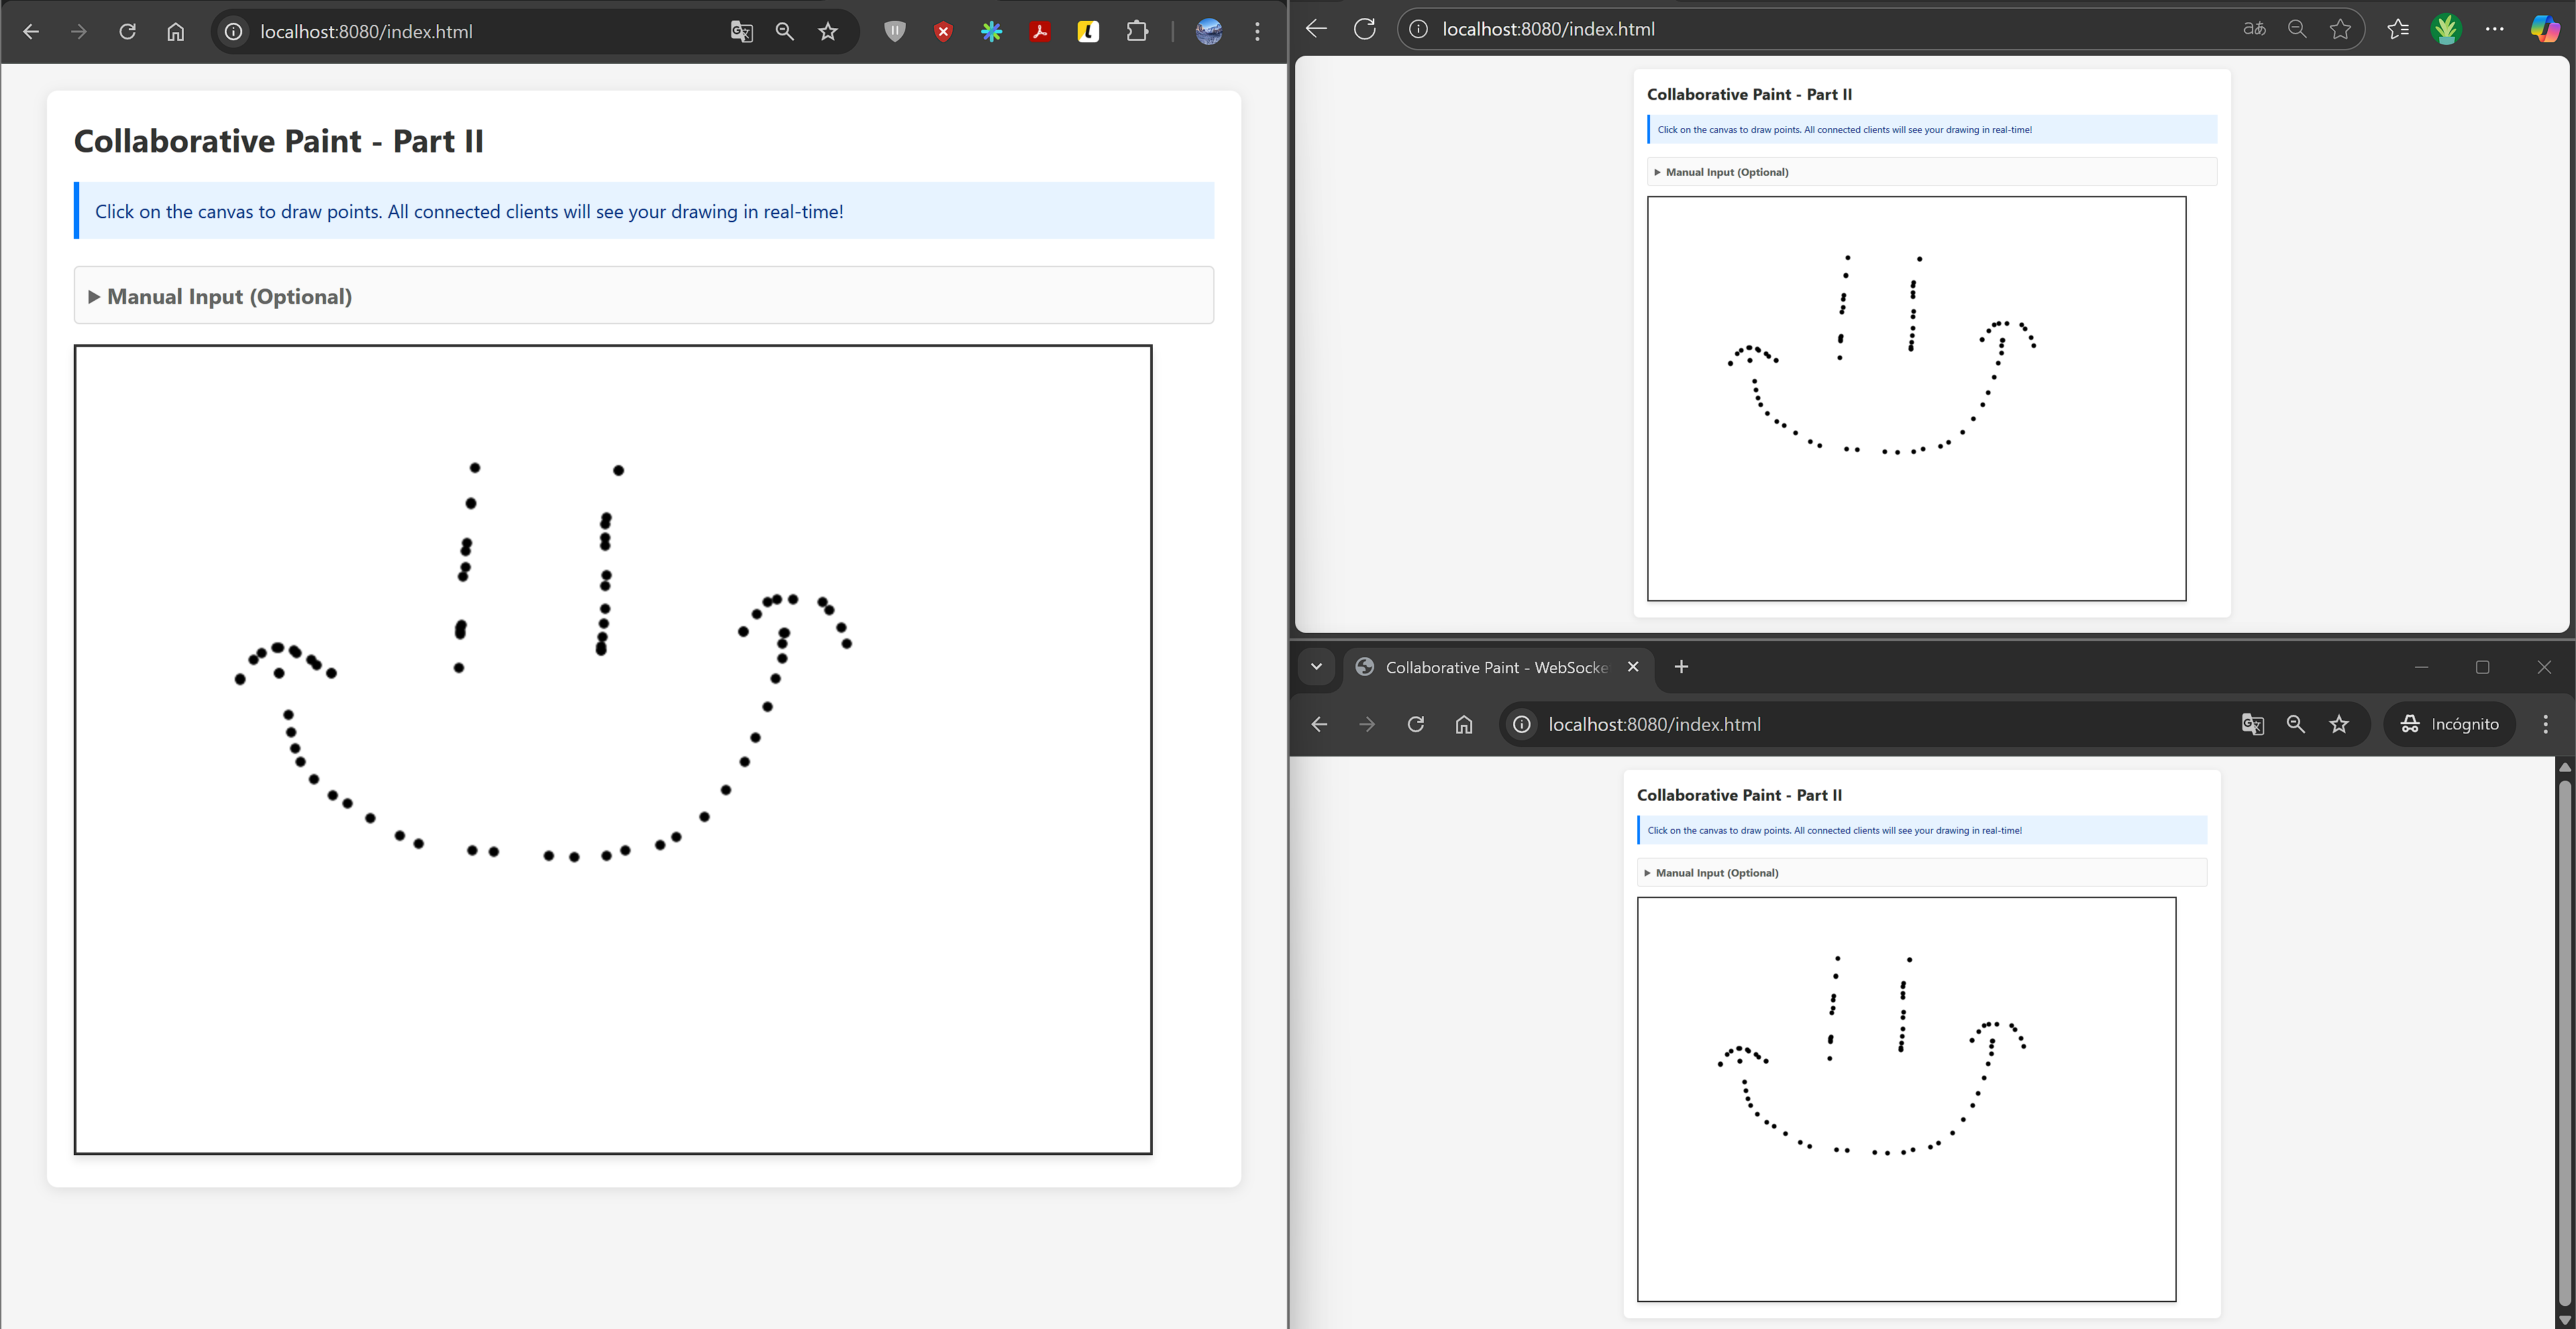 localhost:8080/index.html
Collaborative Paint - Part II
Click on the canvas to draw points. All connected clients will see your drawing in real-time!
Manual Input (Optional)
localhost:8080/index.html
Collaborative Paint - Part II
Click on the canvas to draw points. All connected clients will see your drawing in real-time!
Manual Input (Optional)
Collaborative Paint - WebSocke
localhost:8080/index.html
Incógnito
Collaborative Paint - Part II
Click on the canvas to draw points. All connected clients will see your drawing in real-time!
Manual Input (Optional)